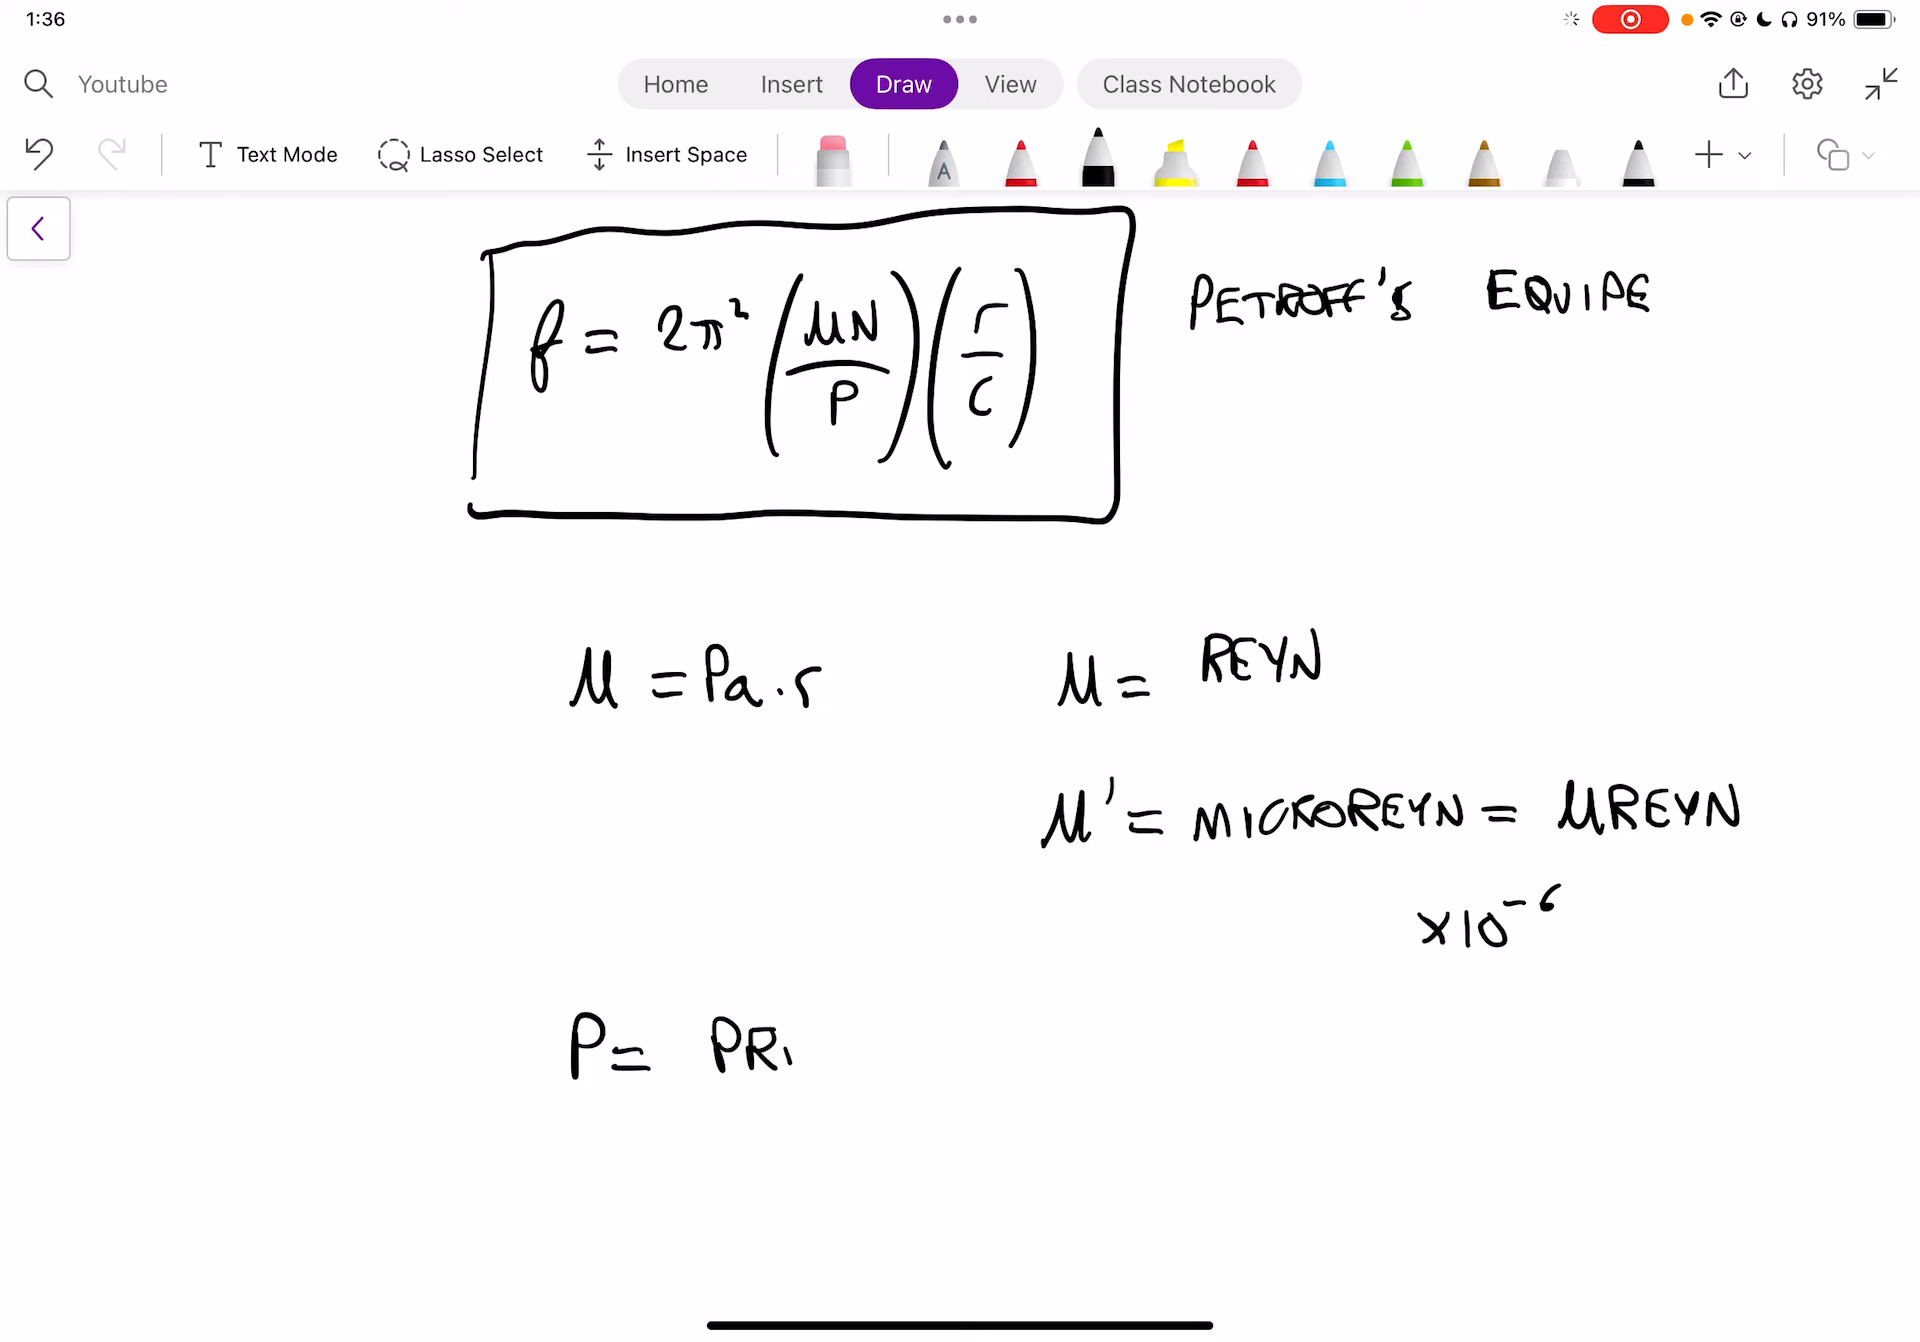 1:36
91%
Youtube
Home Insert Draw View Class Notebook
Text Mode Lasso Select Insert Space
A
f = 2π² (μN/P) (r/c) PETROFF'S EQUIPE
μ = Pa.s μ = REYN
μ' = MICROREYN = μREYN
×10⁻⁶
P = PRI